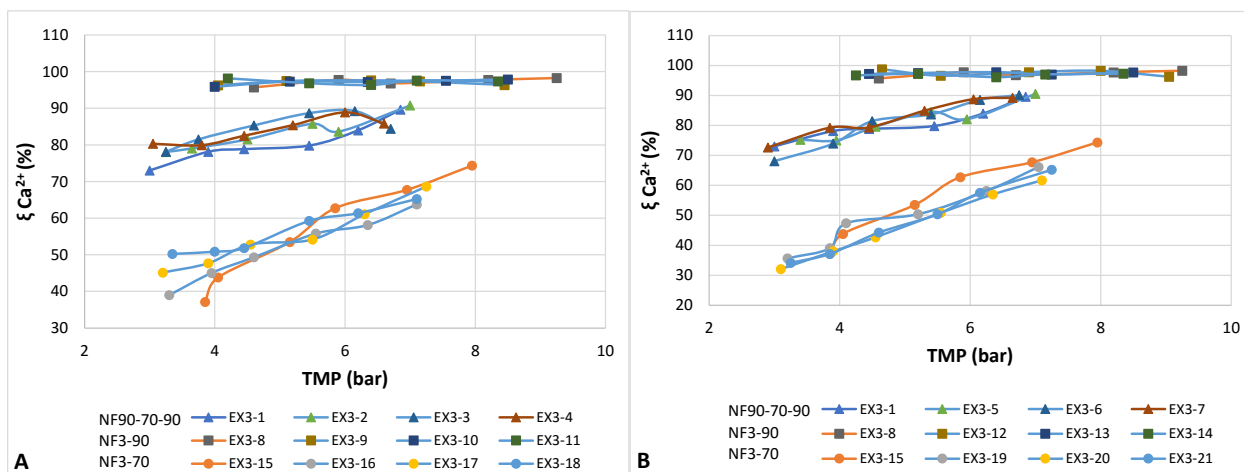 110
100
90
80
70
60
50
40
30
ξ Ca²⁺ (%)
2
4
6
8
10
TMP (bar)
NF90-70-90
EX3-1
EX3-2
EX3-3
EX3-4
NF3-90
EX3-8
EX3-9
EX3-10
EX3-11
NF3-70
EX3-15
EX3-16
EX3-17
EX3-18
A
110
100
90
80
70
60
50
40
30
20
ξ Ca²⁺ (%)
2
4
6
8
10
TMP (bar)
NF90-70-90
EX3-1
EX3-5
EX3-6
EX3-7
NF3-90
EX3-8
EX3-12
EX3-13
EX3-14
NF3-70
EX3-15
EX3-19
EX3-20
EX3-21
B